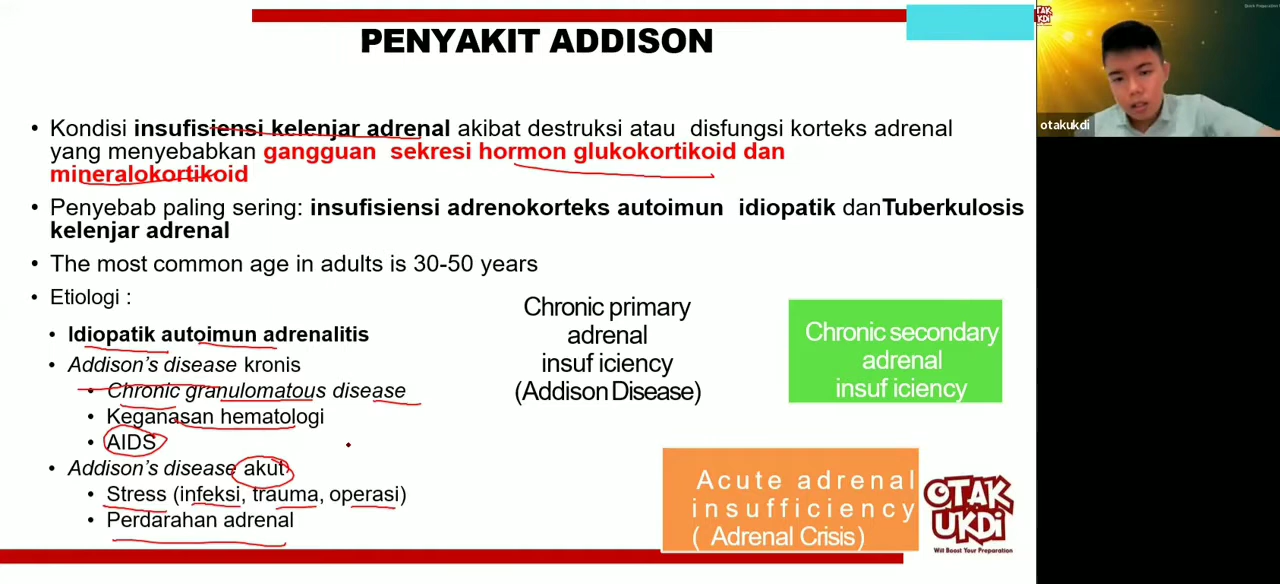 PENYAKIT ADDISON
• Kondisi insufisiensi kelenjar adrenal akibat destruksi atau disfungsi korteks adrenal
yang menyebabkan gangguan sekresi hormon glukokortikoid dan
mineralokortikoid
• Penyebab paling sering: insufisiensi adrenokorteks autoimun idiopatik danTuberkulosis
kelenjar adrenal
• The most common age in adults is 30-50 years
• Etiologi :
• Idiopatik autoimun adrenalitis
• Addison's disease kronis
• Chronic granulomatous disease
• Keganasan hematologi
• AIDS
• Addison's disease akut
• Stress (infeksi, trauma, operasi)
• Perdarahan adrenal
Chronic primary
adrenal
insuf iciency
(Addison Disease)
Chronic secondary
adrenal
insuf iciency
Acute adrenal
insufficiency
( Adrenal Crisis)
OTAK
UKDi
Will Boost Your Preparation
OTAK
UKDi
otakukdi